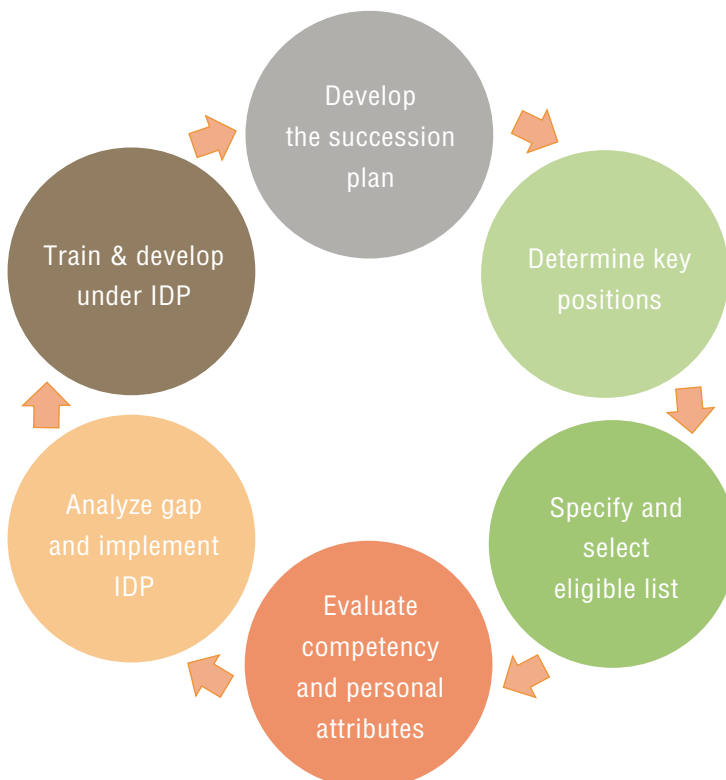 Develop
the succession
plan
Determine key
positions
Specify and
select
eligible list
Evaluate
competency
and personal
attributes
Analyze gap
and implement
IDP
Train & develop
under IDP